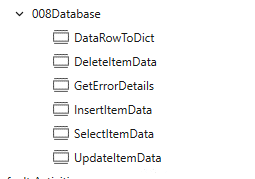 008Database
DataRowToDict
DeleteItemData
GetErrorDetails
InsertItemData
SelectItemData
UpdateItemData